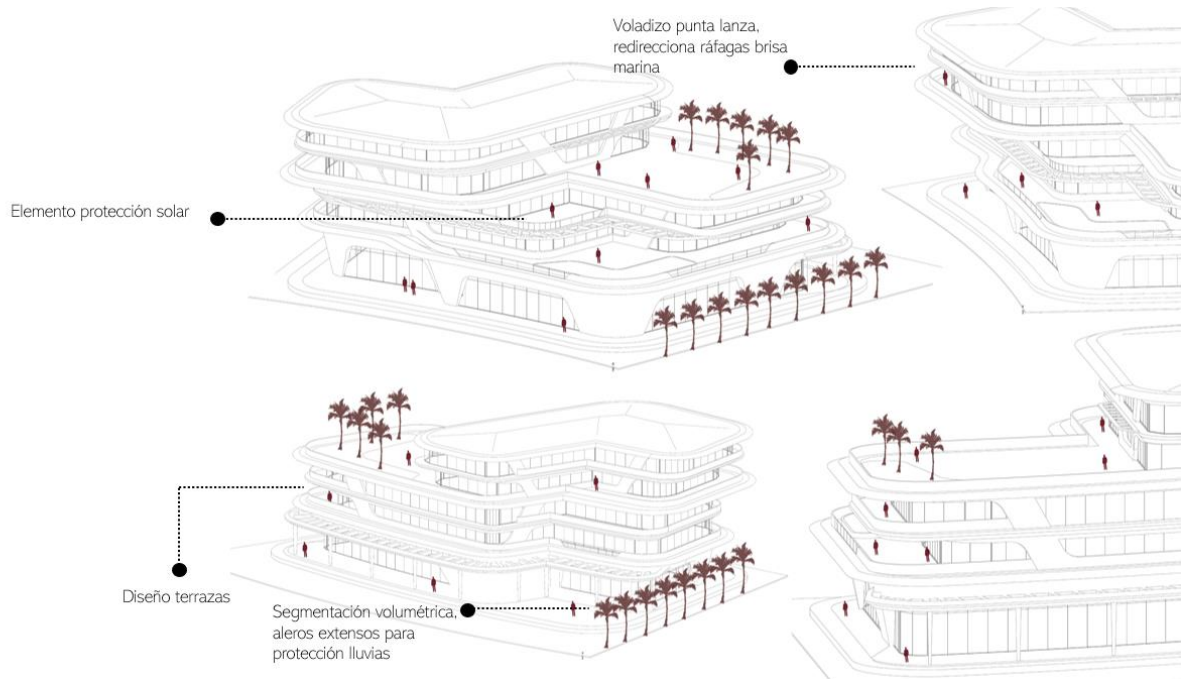 Voladizo punta lanza,
redirecciona ráfagas brisa
marina
Elemento protección solar
Diseño terrazas
Segmentación volumétrica,
aleros extensos para
protección lluvias